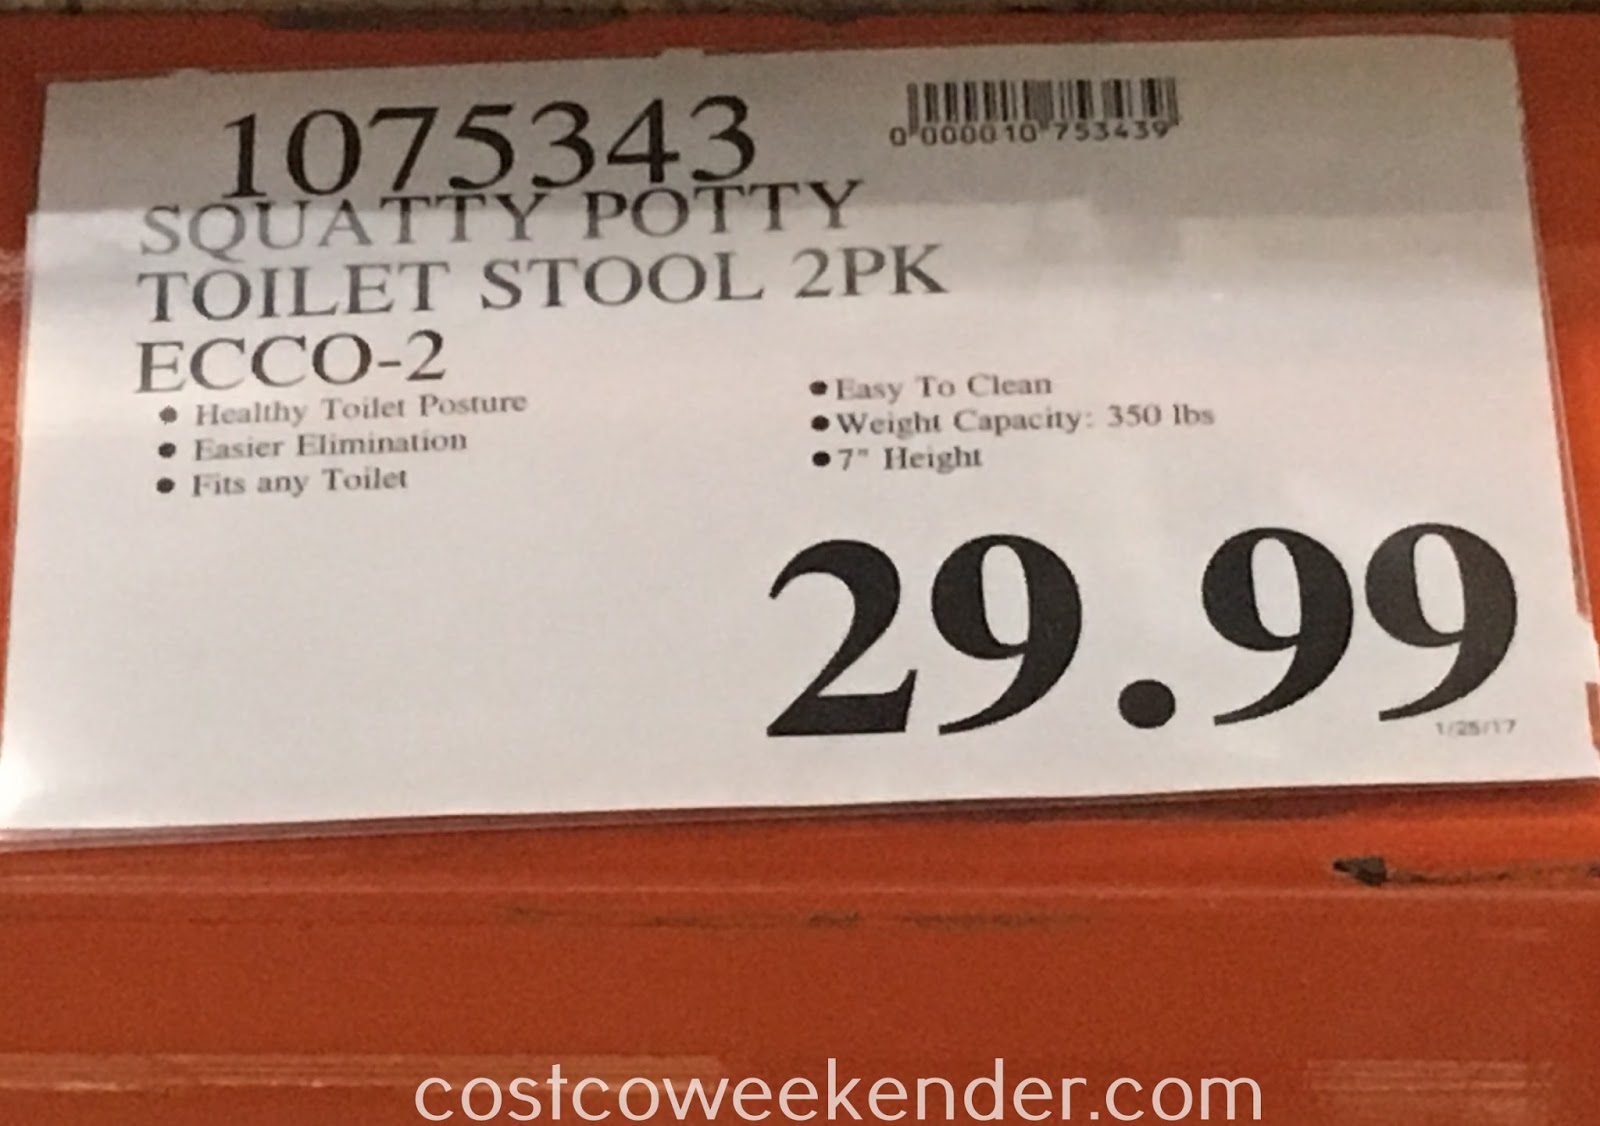 1075343
0 000010 753439
SQUATTY POTTY
TOILET STOOL 2PK
ECCO-2
● Healthy Toilet Posture
● Easier Elimination
● Fits any Toilet
● Easy To Clean
● Weight Capacity: 350 lbs
● 7" Height
29.99
1/25/17
costcoweekender.com